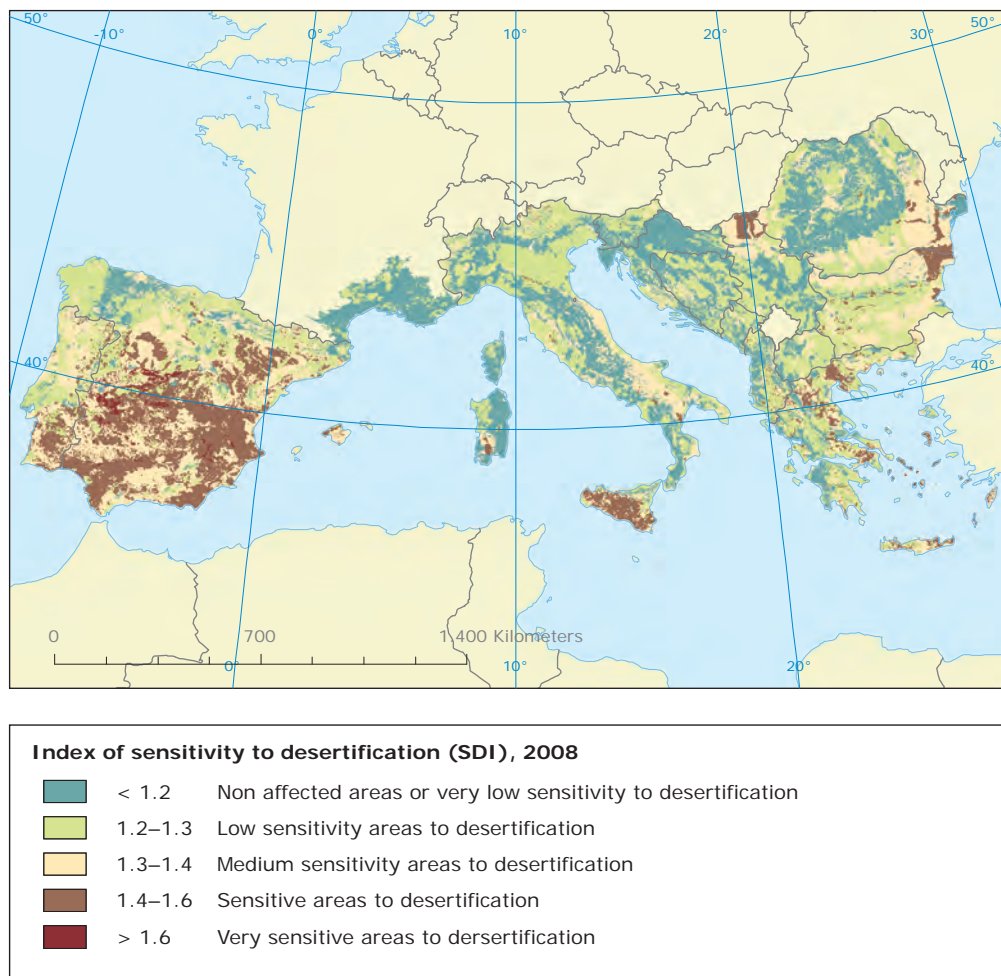 50° -10° 0° 10° 20° 30° 50°
40° 40°
0 700 1,400 Kilometers
0° 10° 20°
Index of sensitivity to desertification (SDI), 2008
< 1.2 Non affected areas or very low sensitivity to desertification
1.2–1.3 Low sensitivity areas to desertification
1.3–1.4 Medium sensitivity areas to desertification
1.4–1.6 Sensitive areas to desertification
> 1.6 Very sensitive areas to dersertification